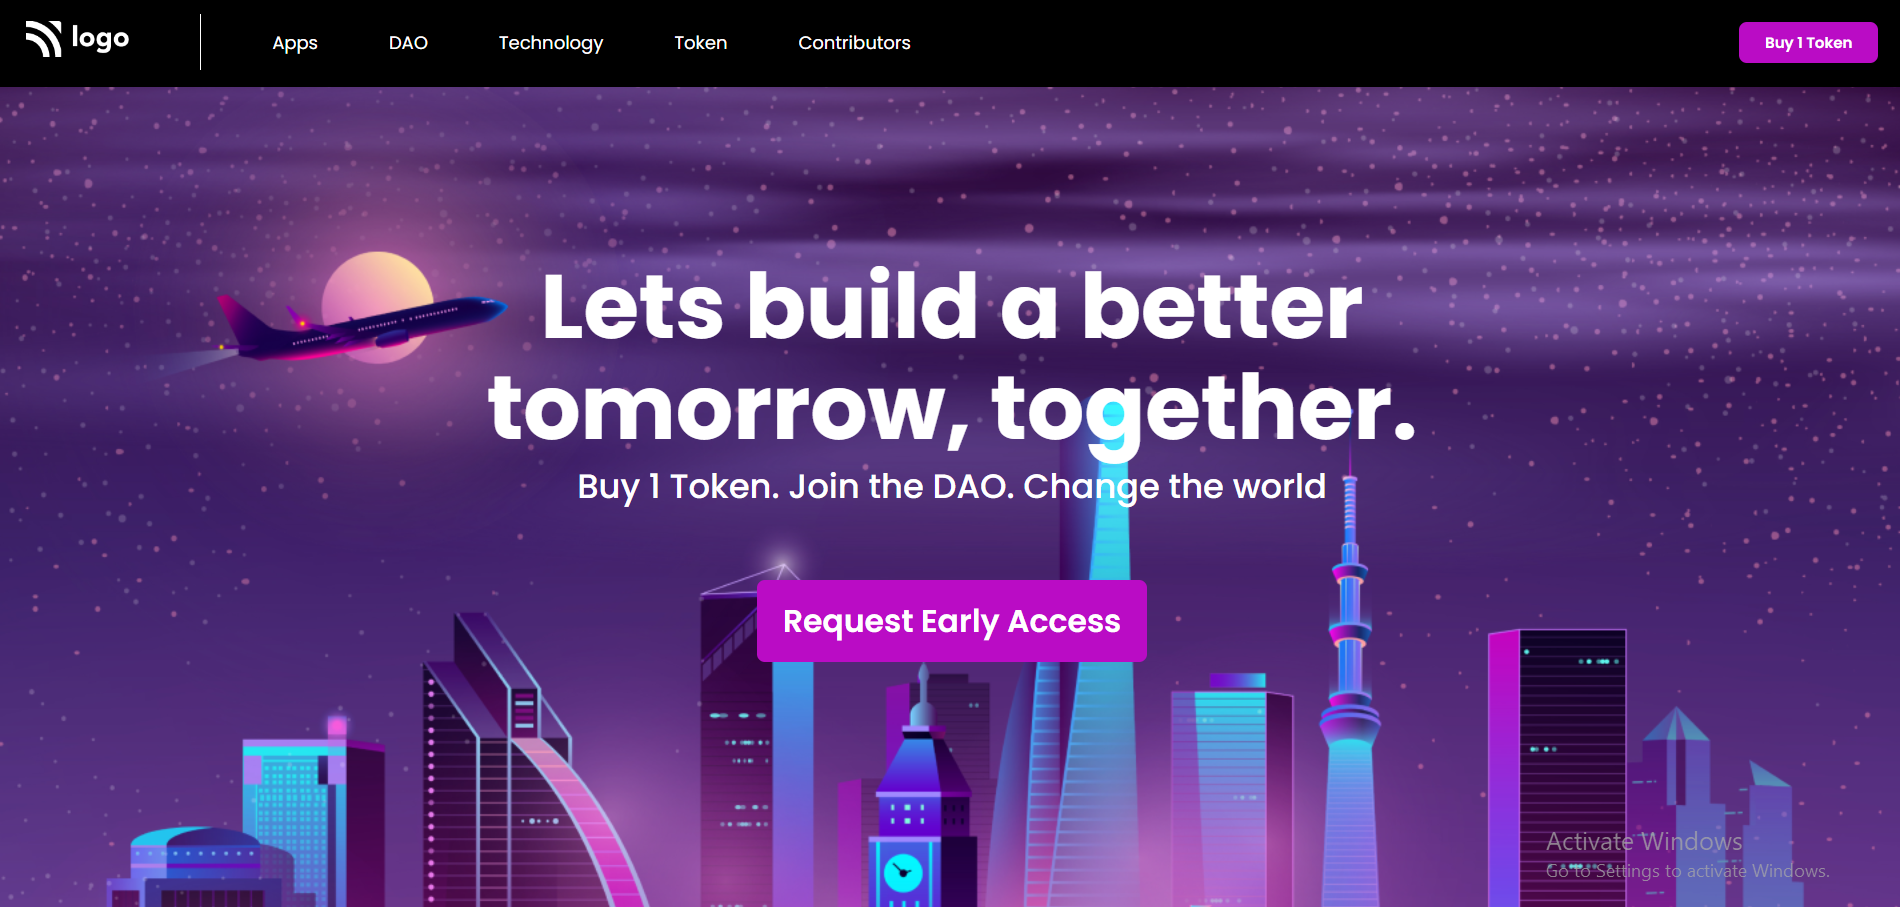 logo
Apps
DAO
Technology
Token
Contributors
Buy 1 Token
Lets build a better
tomorrow, together.
Buy 1 Token. Join the DAO. Change the world
Request Early Access
Activate Windows
Go to Settings to activate Windows.